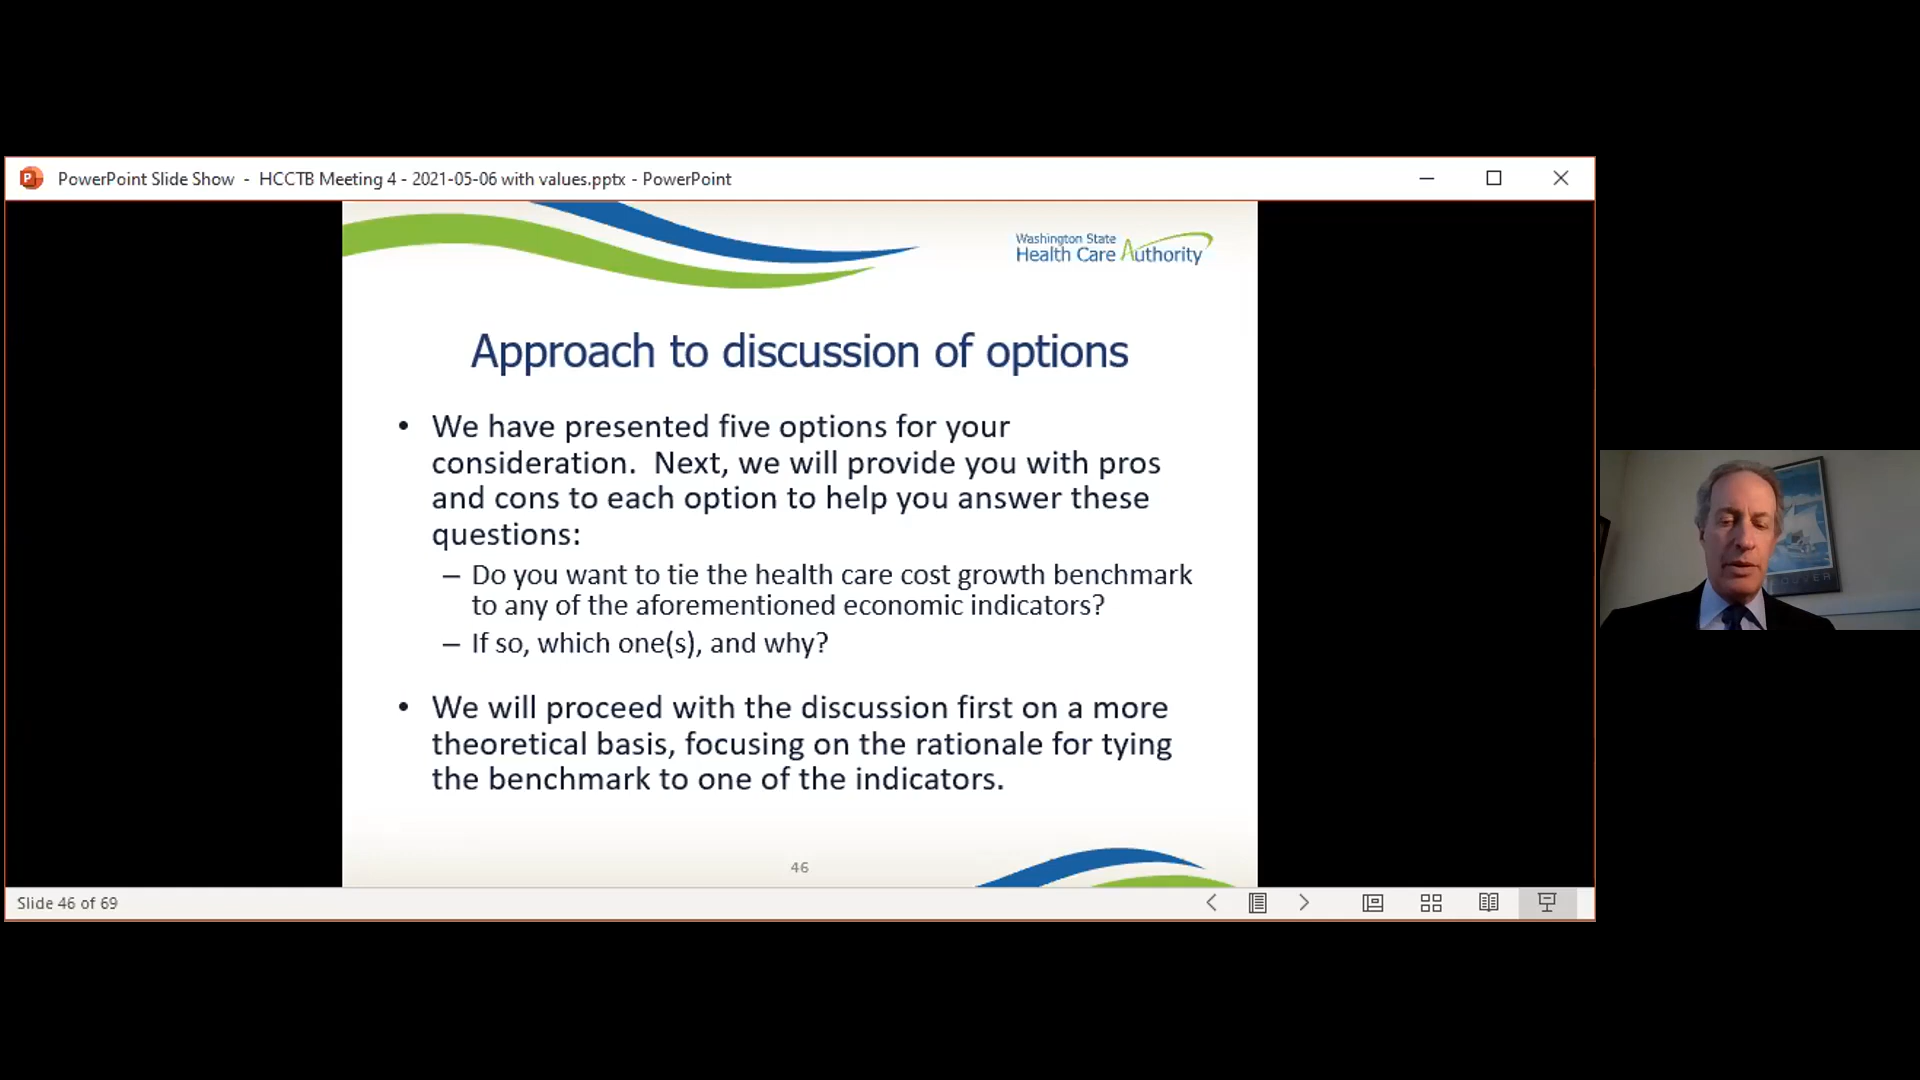 PowerPoint Slide Show - HCCTB Meeting 4 - 2021-05-06 with values.pptx - PowerPoint
Washington State
Health Care Authority
Approach to discussion of options
• We have presented five options for your
consideration. Next, we will provide you with pros
and cons to each option to help you answer these
questions:
– Do you want to tie the health care cost growth benchmark
to any of the aforementioned economic indicators?
– If so, which one(s), and why?
• We will proceed with the discussion first on a more
theoretical basis, focusing on the rationale for tying
the benchmark to one of the indicators.
46
Slide 46 of 69